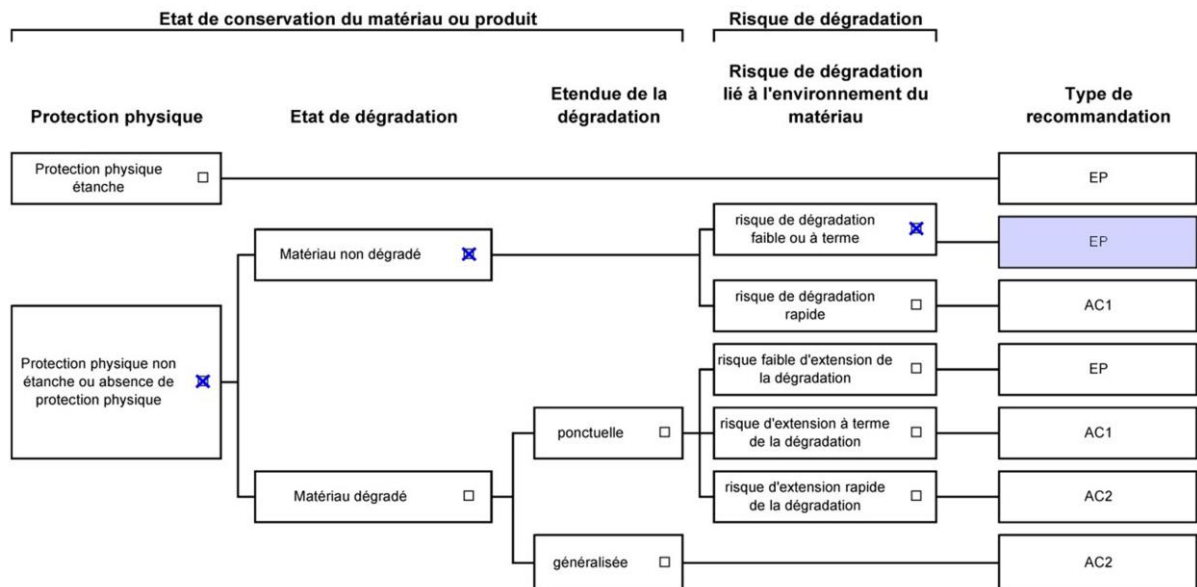 Etat de conservation du matériau ou produit
Risque de dégradation
Protection physique
Etat de dégradation
Etendue de la
dégradation
Risque de dégradation
lié à l'environnement du
matériau
Type de
recommandation
Protection physique
étanche
EP
Protection physique non
étanche ou absence de
protection physique
Matériau non dégradé
risque de dégradation
faible ou à terme
EP
risque de dégradation
rapide
AC1
Matériau dégradé
ponctuelle
risque faible d'extension de
la dégradation
EP
risque d'extension à terme
de la dégradation
AC1
risque d'extension rapide
de la dégradation
AC2
généralisée
AC2